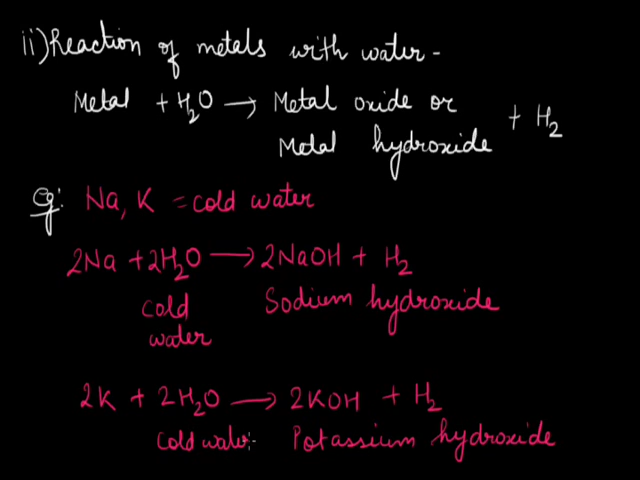 ii) Reaction of metals with water -
Metal + H₂O → Metal oxide or
Metal hydroxide + H₂
Eg: Na, K = cold water
2Na + 2H₂O → 2NaOH + H₂
cold water Sodium hydroxide
2K + 2H₂O → 2KOH + H₂
Cold water Potassium hydroxide